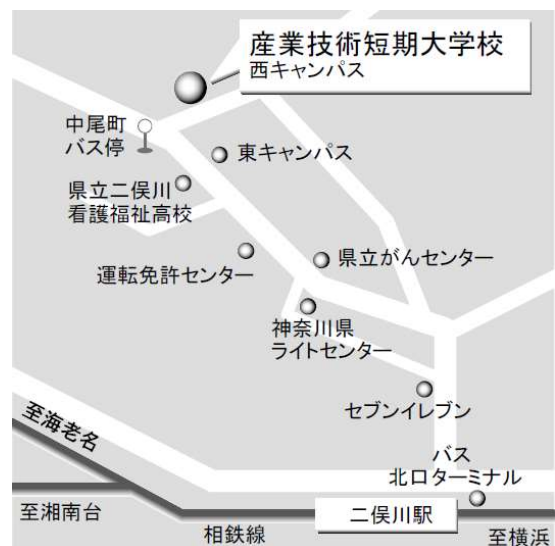 産業技術短期大学校
西キャンパス
中尾町
バス停
東キャンパス
県立二俣川
看護福祉高校
運転免許センター
県立がんセンター
神奈川県
ライトセンター
セブンイレブン
至海老名
バス
北口ターミナル
至湘南台
相鉄線
二俣川駅
至横浜